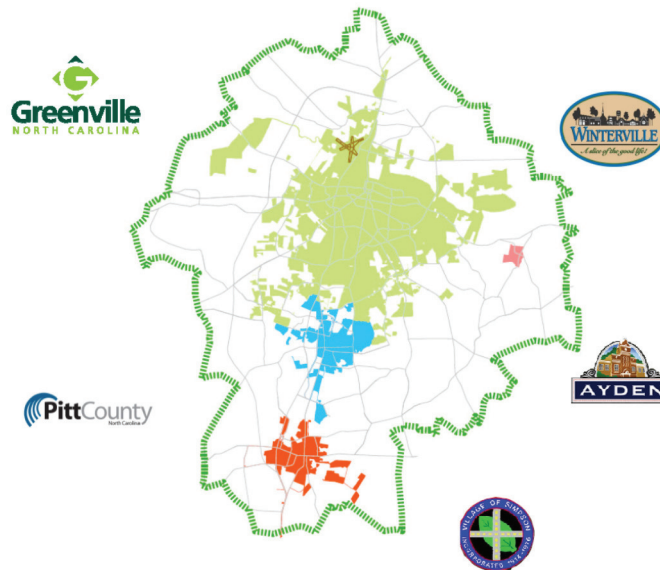 Greenville
NORTH CAROLINA
WINTERVILLE
A slice of the good life!
AYDEN
PittCounty
North Carolina
VILLAGE OF SIMPSON